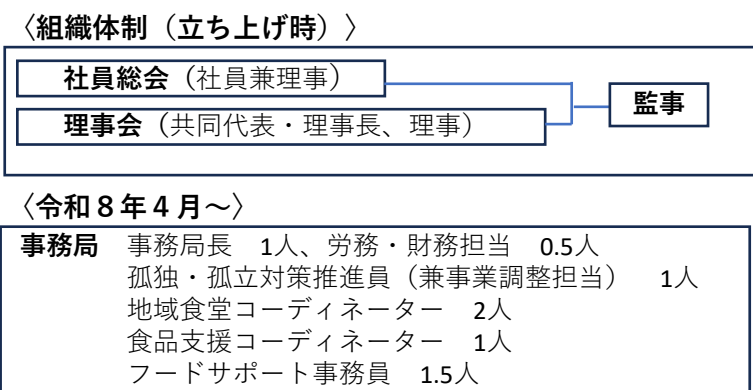 〈組織体制（立ち上げ時）〉
社員総会（社員兼理事）
監事
理事会（共同代表・理事長、理事）
〈令和８年４月～〉
事務局　事務局長　1人、労務・財務担当　0.5人
孤独・孤立対策推進員（兼事業調整担当）　1人
地域食堂コーディネーター　2人
食品支援コーディネーター　1人
フードサポート事務員　1.5人